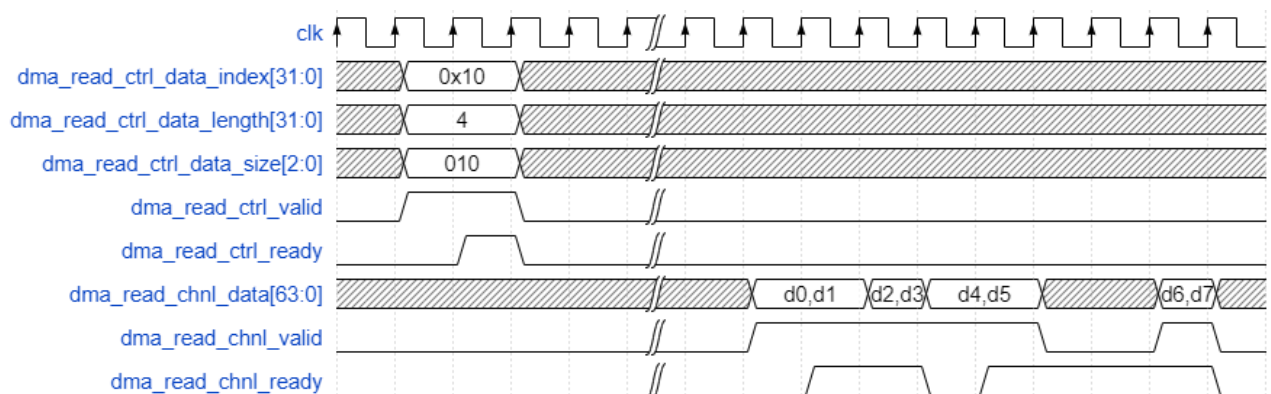 clk
dma_read_ctrl_data_index[31:0] 0x10
dma_read_ctrl_data_length[31:0] 4
dma_read_ctrl_data_size[2:0] 010
dma_read_ctrl_valid
dma_read_ctrl_ready
dma_read_chnl_data[63:0] d0,d1 d2,d3 d4,d5 d6,d7
dma_read_chnl_valid
dma_read_chnl_ready